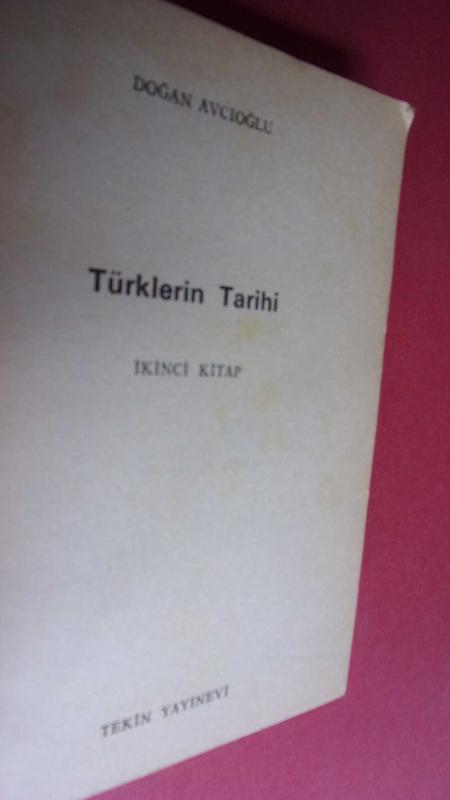 DOĞAN AVCIOĞLU
Türklerin Tarihi
İKİNCİ KİTAP
TEKİN YAYINEVİ